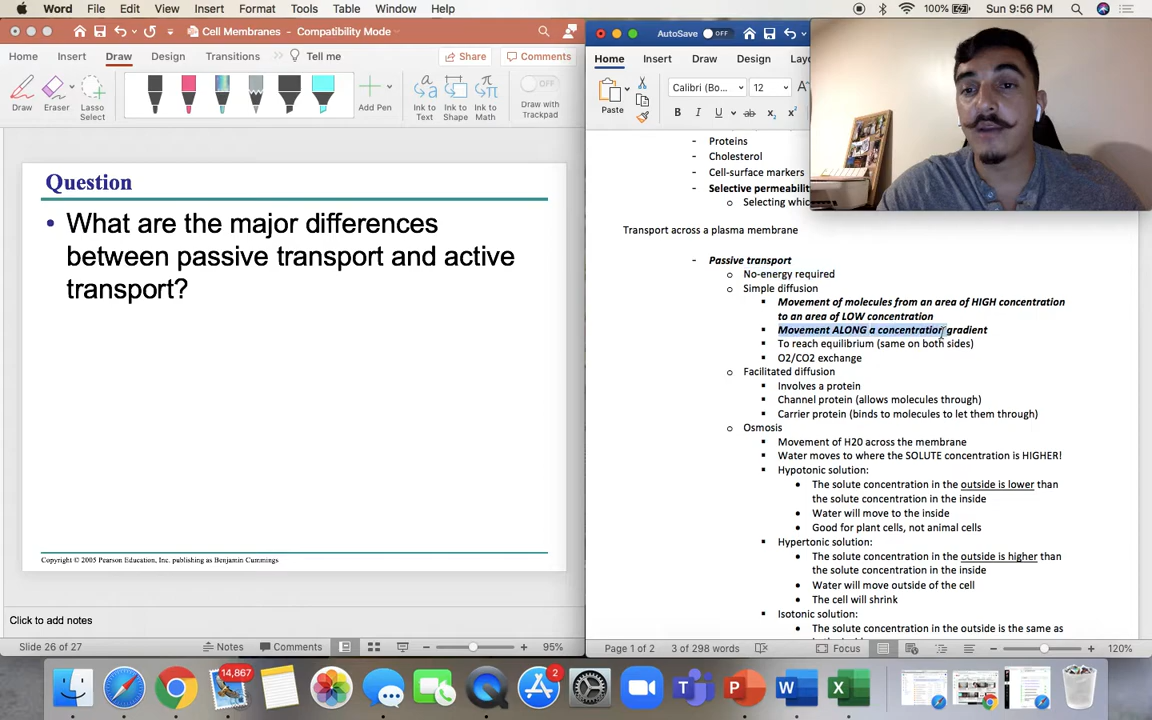 Word File Edit View Insert Format Tools Table Window Help 100% Sun 9:56 PM
Cell Membranes - Compatibility Mode
Home Insert Draw Design Transitions Tell me Share Comments
Draw Eraser Lasso Select Add Pen Ink to Text Ink to Shape Ink to Math OFF Draw with Trackpad
Question
• What are the major differences
between passive transport and active
transport?
Copyright © 2005 Pearson Education, Inc. publishing as Benjamin Cummings
Click to add notes
Slide 26 of 27 Notes Comments 95%
AutoSave OFF
Home Insert Draw Design
Paste Calibri (Bo... 12
B I U ab x₂ x²
- Proteins
- Cholesterol
- Cell-surface markers
- Selective permeabilit
o Selecting whic
Transport across a plasma membrane
- Passive transport
o No-energy required
o Simple diffusion
▪ Movement of molecules from an area of HIGH concentration
to an area of LOW concentration
▪ Movement ALONG a concentration gradient
▪ To reach equilibrium (same on both sides)
▪ O2/CO2 exchange
o Facilitated diffusion
▪ Involves a protein
▪ Channel protein (allows molecules through)
▪ Carrier protein (binds to molecules to let them through)
o Osmosis
▪ Movement of H20 across the membrane
▪ Water moves to where the SOLUTE concentration is HIGHER!
▪ Hypotonic solution:
• The solute concentration in the outside is lower than
the solute concentration in the inside
• Water will move to the inside
• Good for plant cells, not animal cells
▪ Hypertonic solution:
• The solute concentration in the outside is higher than
the solute concentration in the inside
• Water will move outside of the cell
• The cell will shrink
▪ Isotonic solution:
• The solute concentration in the outside is the same as
Page 1 of 2 3 of 298 words Focus 120%
14,867
2